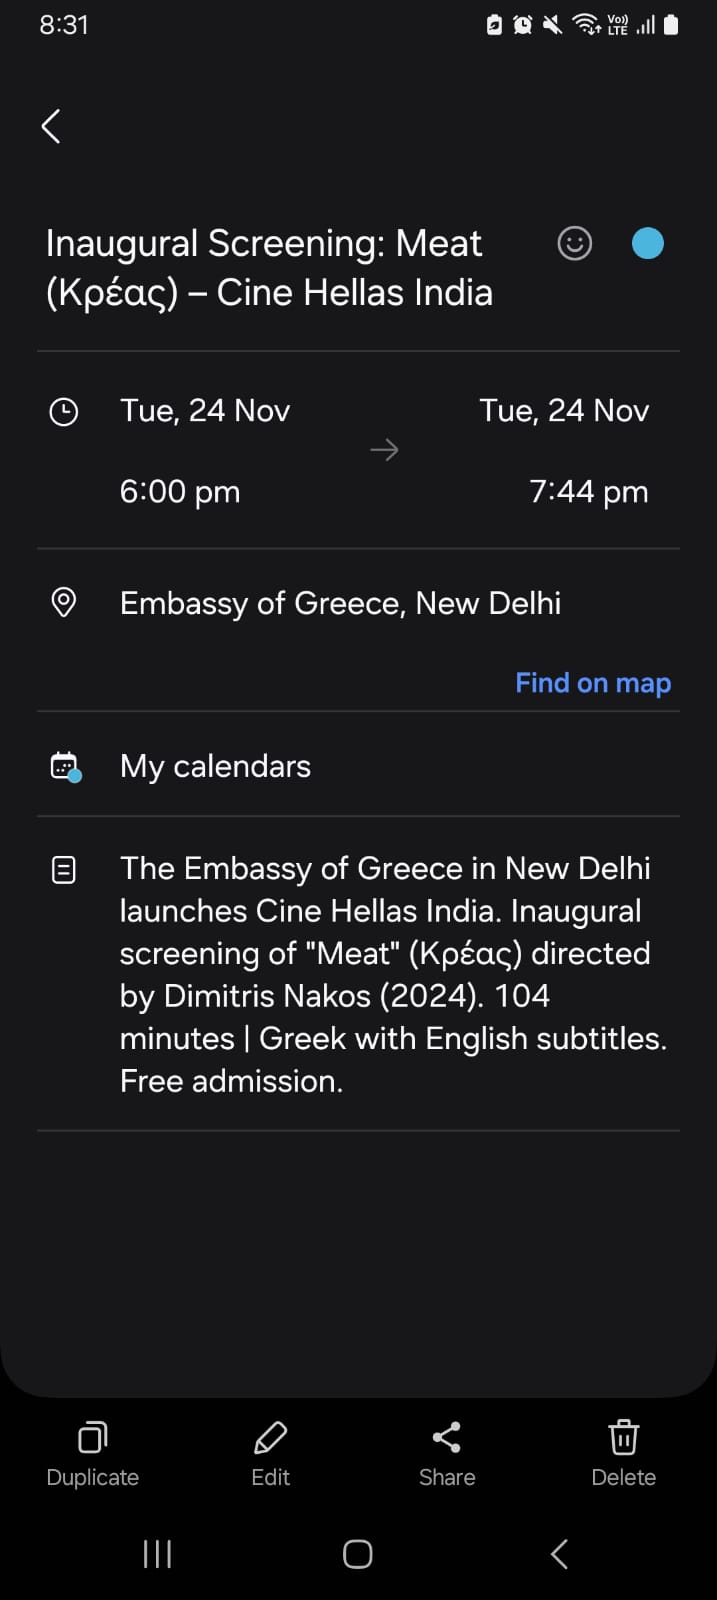 8:31
Vo))
LTE
Inaugural Screening: Meat
(Κρέας) – Cine Hellas India
Tue, 24 Nov
Tue, 24 Nov
6:00 pm
7:44 pm
Embassy of Greece, New Delhi
Find on map
My calendars
The Embassy of Greece in New Delhi
launches Cine Hellas India. Inaugural
screening of "Meat" (Κρέας) directed
by Dimitris Nakos (2024). 104
minutes | Greek with English subtitles.
Free admission.
Duplicate
Edit
Share
Delete